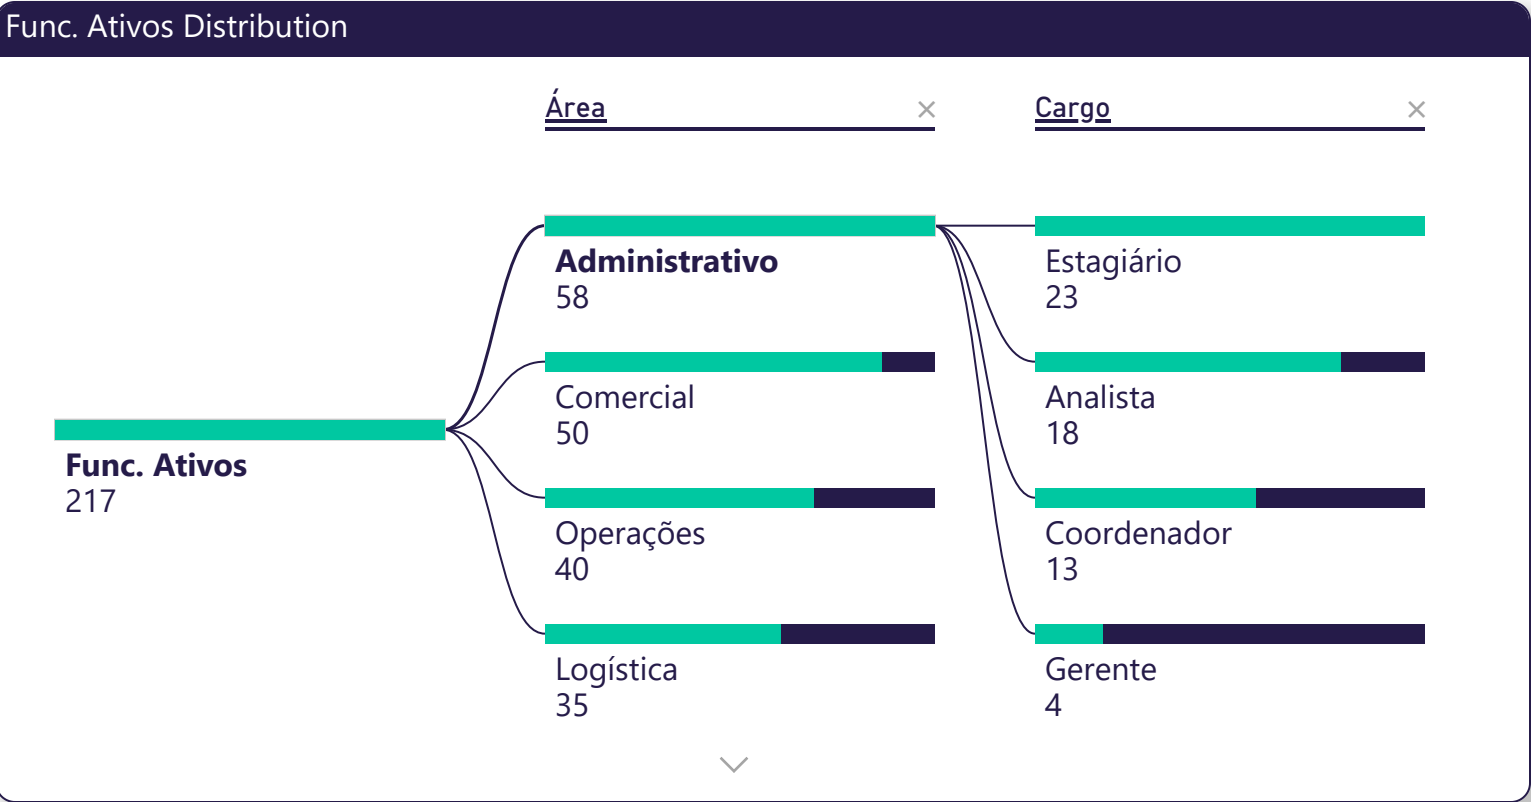 Func. Ativos Distribution
Área
Cargo
Func. Ativos
217
Administrativo
58
Comercial
50
Operações
40
Logística
35
Estagiário
23
Analista
18
Coordenador
13
Gerente
4